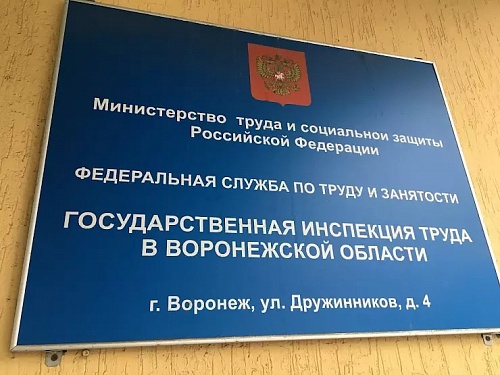 Министерство труда и социальной защиты
Российской Федерации
ФЕДЕРАЛЬНАЯ СЛУЖБА ПО ТРУДУ И ЗАНЯТОСТИ
ГОСУДАРСТВЕННАЯ ИНСПЕКЦИЯ ТРУДА
В ВОРОНЕЖСКОЙ ОБЛАСТИ
г. Воронеж, ул. Дружинников, д. 4